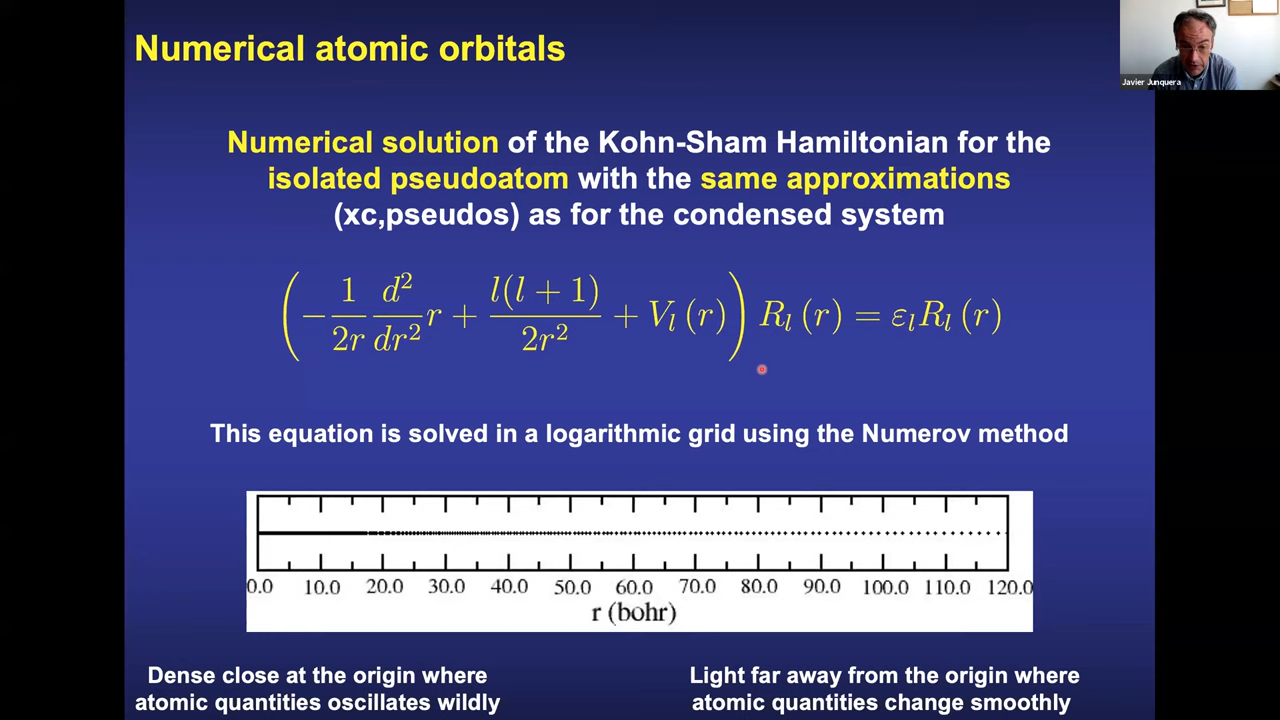 Numerical atomic orbitals
Javier Junquera
Numerical solution of the Kohn-Sham Hamiltonian for the
isolated pseudoatom with the same approximations
(xc,pseudos) as for the condensed system
(−1/2r d²/dr² r + l(l + 1)/2r² + Vₗ (r)) Rₗ (r) = εₗRₗ (r)
This equation is solved in a logarithmic grid using the Numerov method
0.0 10.0 20.0 30.0 40.0 50.0 60.0 70.0 80.0 90.0 100.0 110.0 120.0
r (bohr)
Dense close at the origin where
atomic quantities oscillates wildly
Light far away from the origin where
atomic quantities change smoothly